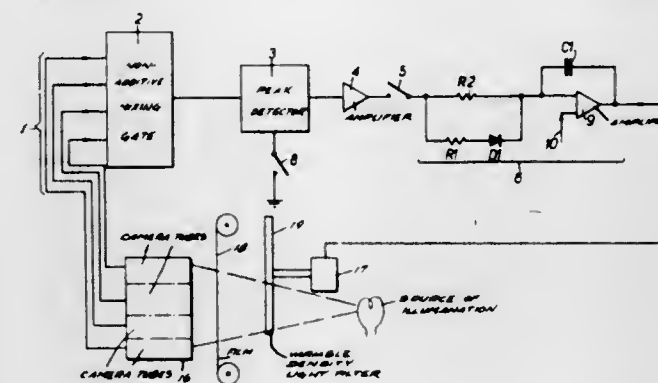 2
NON-
ADDITIVE
MIXING
GATE
1
3
PEAK
DETECTOR
4
AMPLIFIER
5
R2
R1
D1
6
C1
9
10
AMPLIFI
8
19
18
17
CAMERA TUBES
SOURCE OF
ILLUMINATION
FILM
VARIABLE
DENSITY
LIGHT FILTER
CAMERA TUBES
16